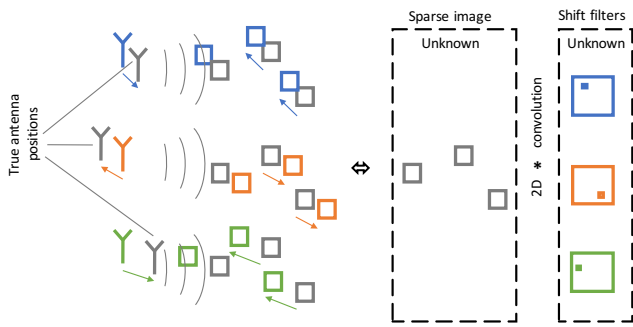 Sparse image
Shift filters
Unknown
Unknown
True antenna
positions
⇔
2D * convolution